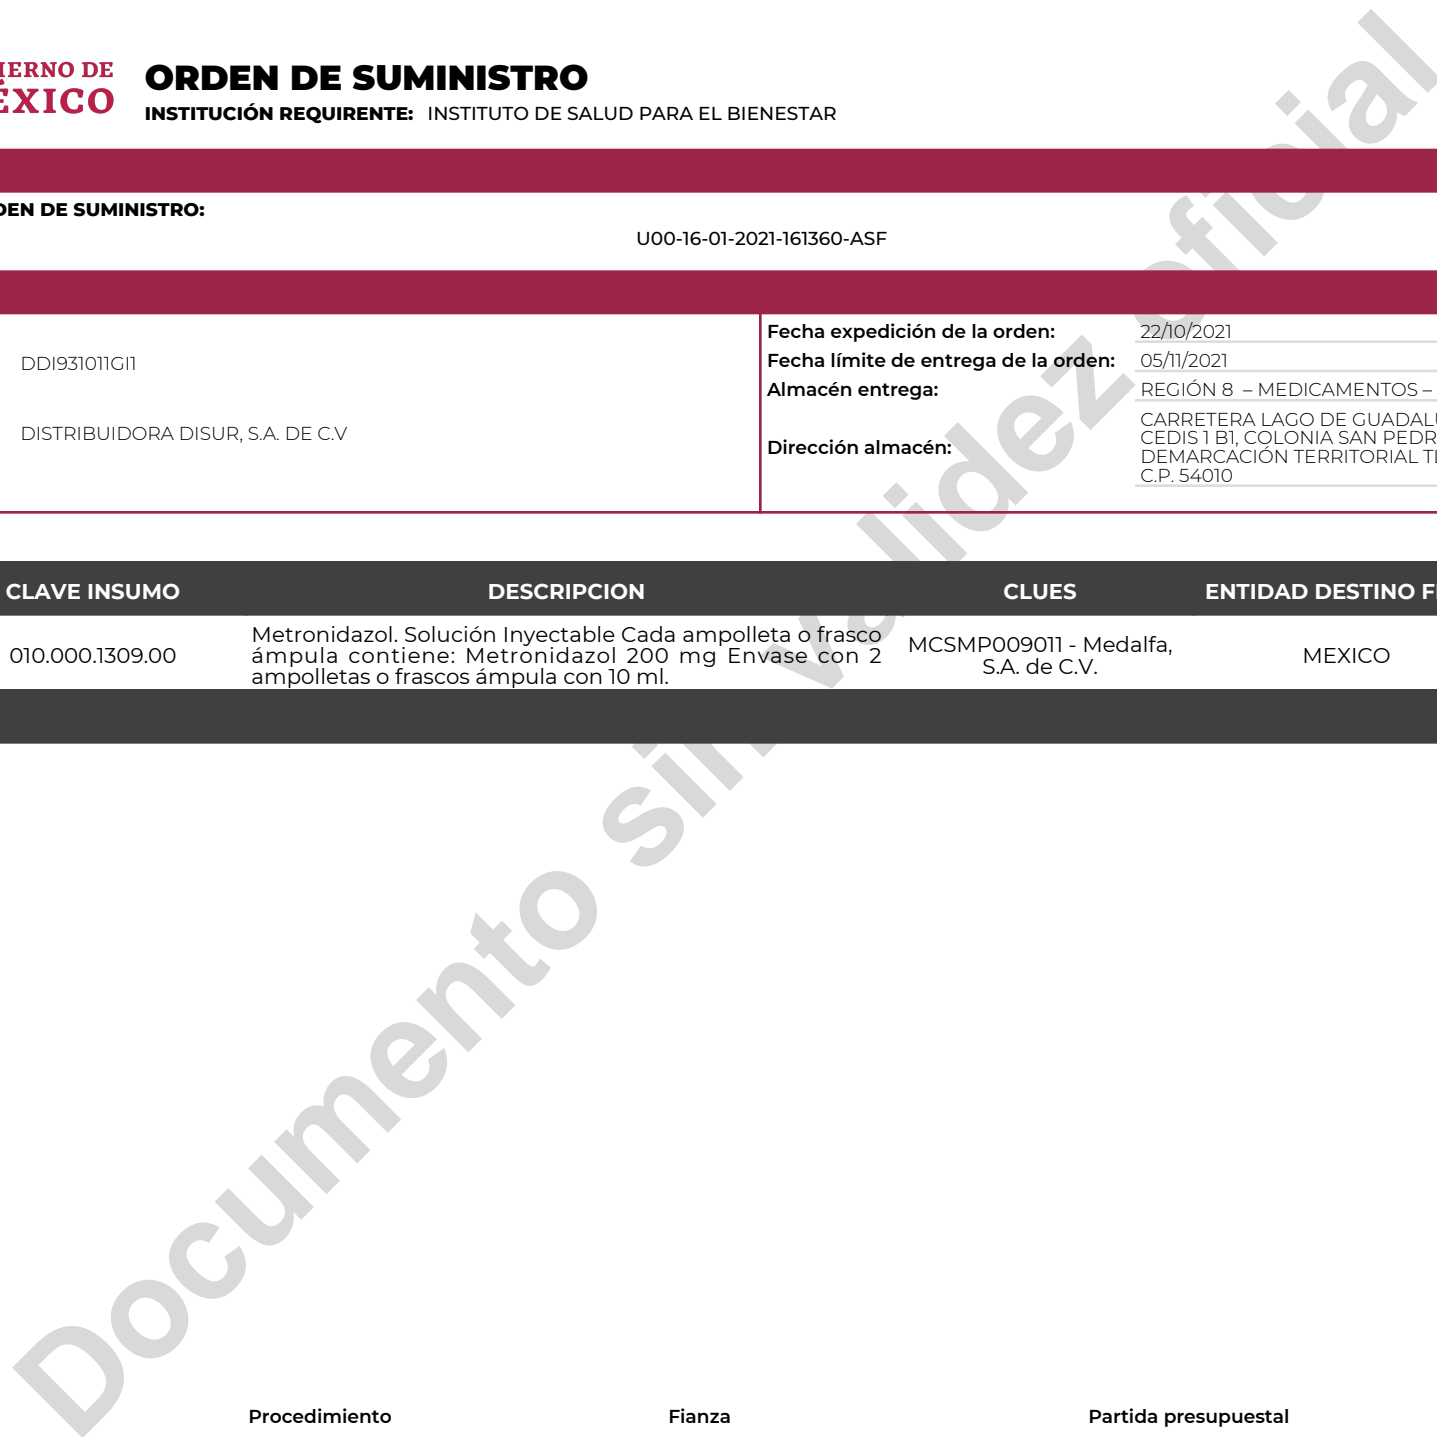 IERNO DE
ÉXICO
ORDEN DE SUMINISTRO
INSTITUCIÓN REQUIRENTE: INSTITUTO DE SALUD PARA EL BIENESTAR
DEN DE SUMINISTRO:
U00-16-01-2021-161360-ASF
DDI931011GI1
DISTRIBUIDORA DISUR, S.A. DE C.V
Fecha expedición de la orden: 22/10/2021
Fecha límite de entrega de la orden: 05/11/2021
Almacén entrega: REGIÓN 8 – MEDICAMENTOS –
Dirección almacén:
CARRETERA LAGO DE GUADALU
CEDIS 1 B1, COLONIA SAN PEDR
DEMARCACIÓN TERRITORIAL TL
C.P. 54010
CLAVE INSUMO DESCRIPCION CLUES ENTIDAD DESTINO FI
010.000.1309.00
Metronidazol. Solución Inyectable Cada ampolleta o frasco
ámpula contiene: Metronidazol 200 mg Envase con 2
ampolletas o frascos ámpula con 10 ml.
MCSMP009011 - Medalfa,
S.A. de C.V.
MEXICO
Documento sin validez oficial
Procedimiento Fianza Partida presupuestal